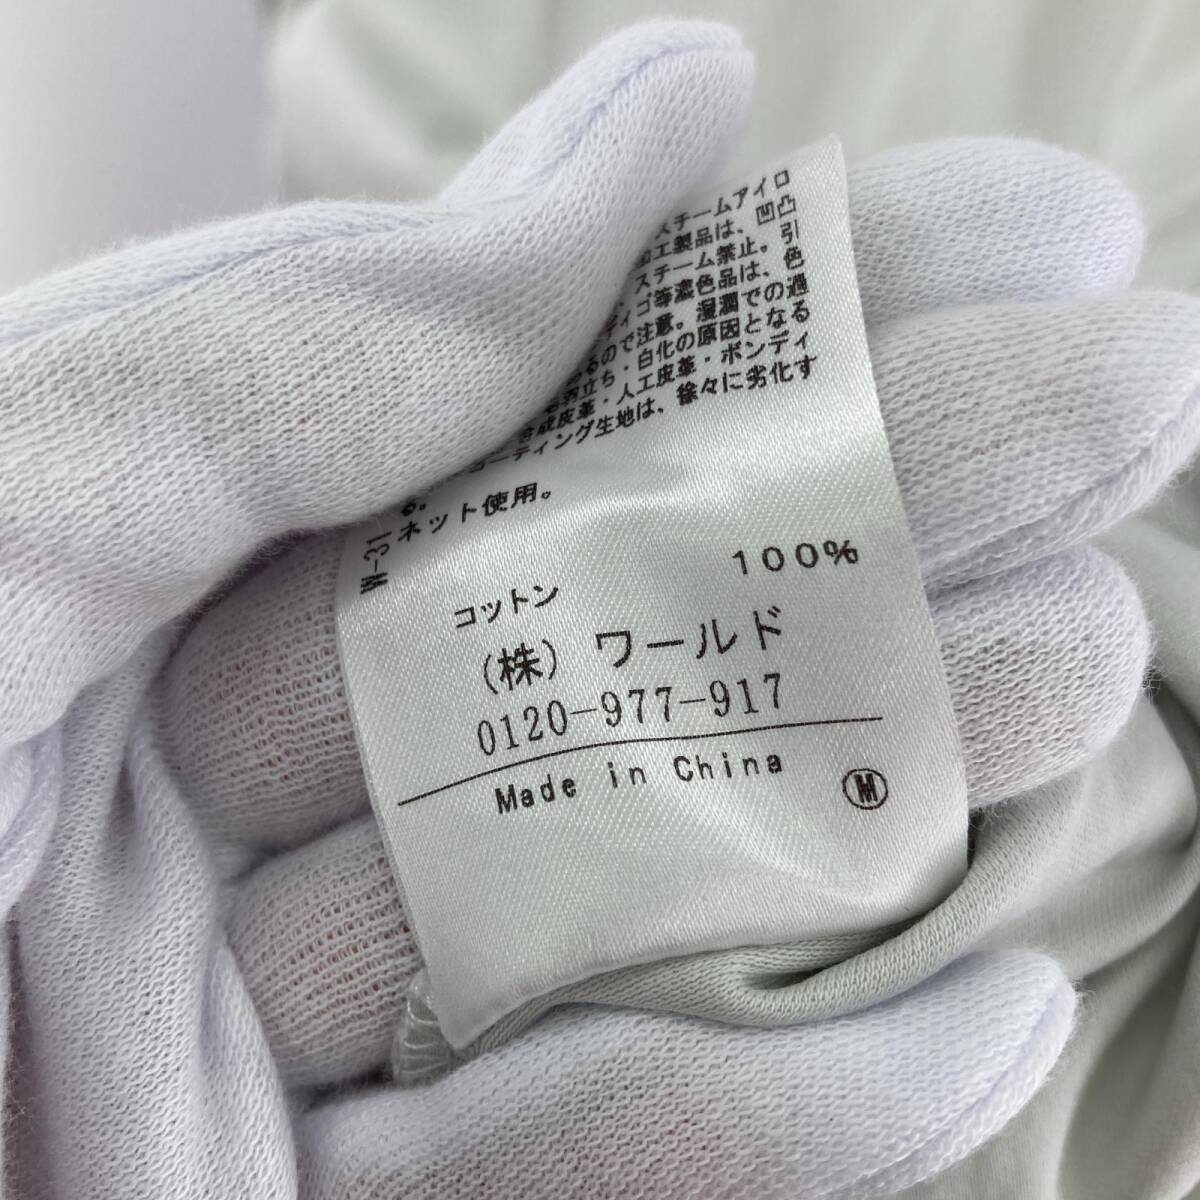 スチームアイロ
加工製品は、凹凸
スチーム禁止。引
ディゴ等濃色品は、色
るので注意。湿潤での過
毛羽立ち・白化の原因となる
合成皮革・人工皮革・ボンディ
コーティング生地は、徐々に劣化す
る。
ネット使用。
W-31
コットン 100%
(株) ワールド
0120-977-917
Made in China
M